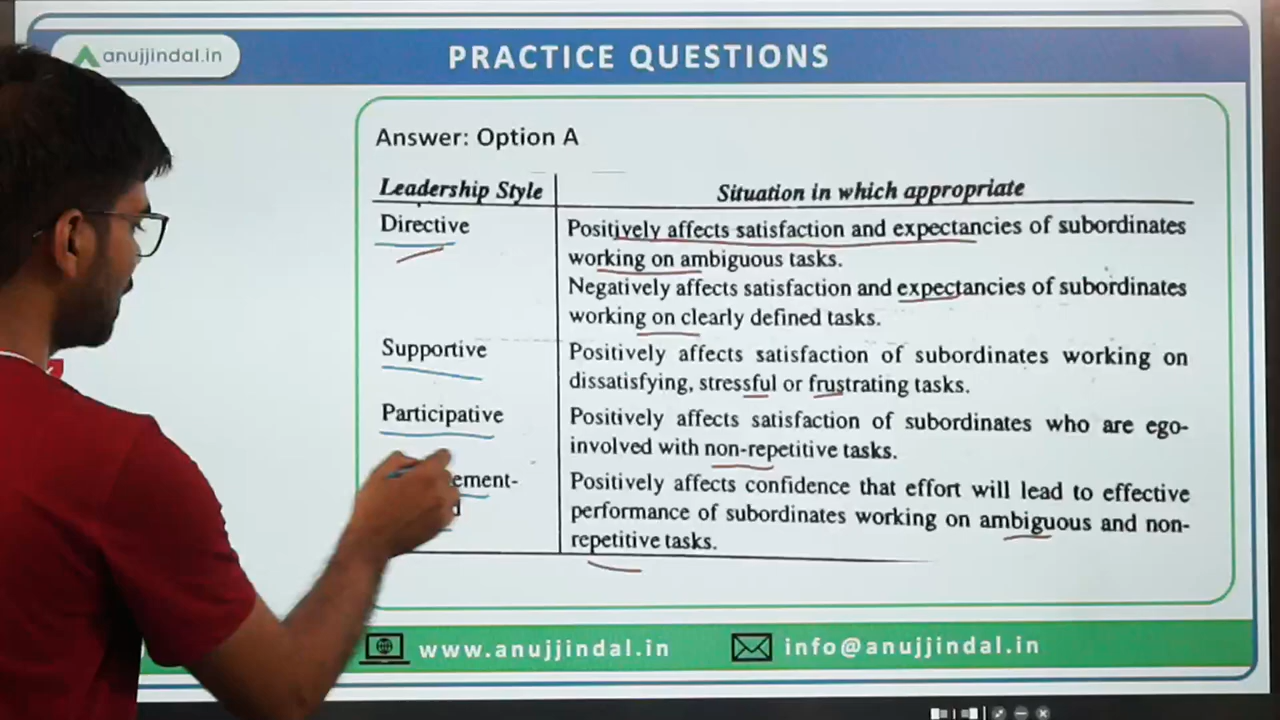 anujjindal.in
PRACTICE QUESTIONS
Answer: Option A
Leadership Style
Situation in which appropriate
Directive
Positively affects satisfaction and expectancies of subordinates
working on ambiguous tasks.
Negatively affects satisfaction and expectancies of subordinates
working on clearly defined tasks.
Supportive
Positively affects satisfaction of subordinates working on
dissatisfying, stressful or frustrating tasks.
Participative
Positively affects satisfaction of subordinates who are ego-
involved with non-repetitive tasks.
Positively affects confidence that effort will lead to effective
performance of subordinates working on ambiguous and non-
repetitive tasks.
www.anujjindal.in
info@anujjindal.in